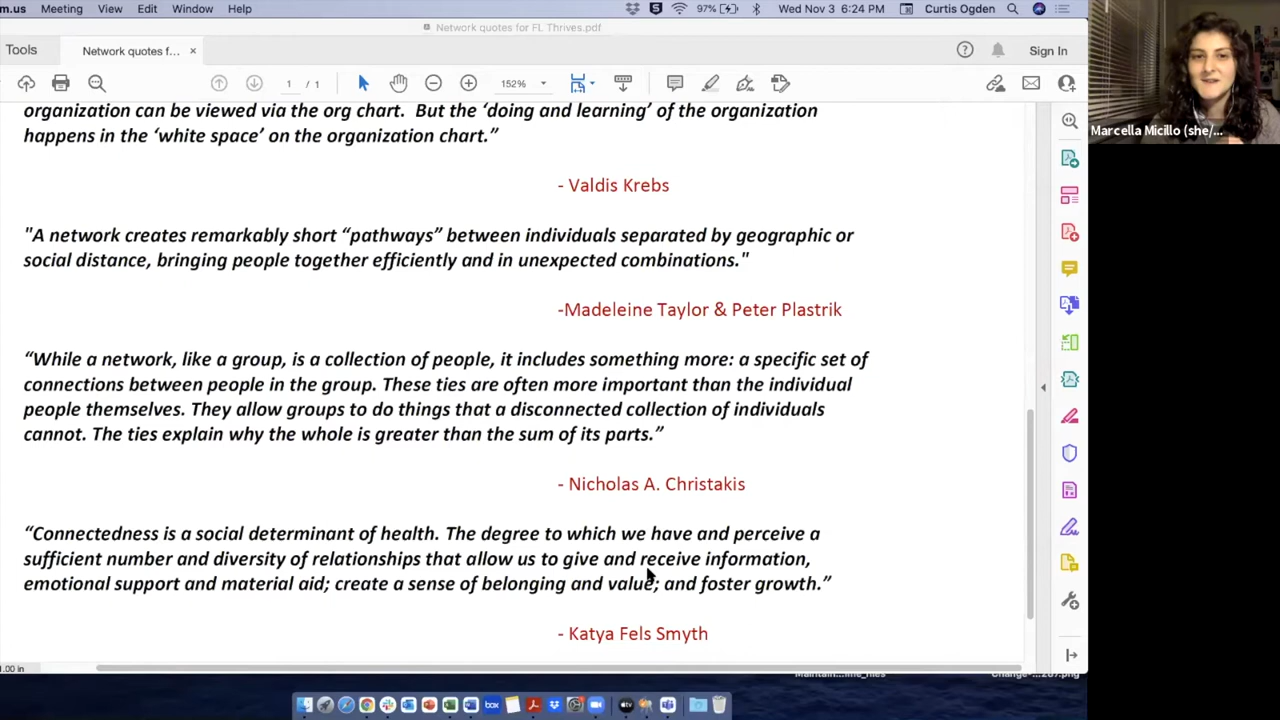 m.us Meeting View Edit Window Help 97% Wed Nov 3 6:24 PM Curtis Ogden
Network quotes for FL Thrives.pdf
Tools Network quotes f... × Sign In
1 / 1 152%
organization can be viewed via the org chart. But the ‘doing and learning’ of the organization
happens in the ‘white space’ on the organization chart.”
Marcella Micillo (she/...
- Valdis Krebs
"A network creates remarkably short “pathways” between individuals separated by geographic or
social distance, bringing people together efficiently and in unexpected combinations."
-Madeleine Taylor & Peter Plastrik
“While a network, like a group, is a collection of people, it includes something more: a specific set of
connections between people in the group. These ties are often more important than the individual
people themselves. They allow groups to do things that a disconnected collection of individuals
cannot. The ties explain why the whole is greater than the sum of its parts.”
- Nicholas A. Christakis
“Connectedness is a social determinant of health. The degree to which we have and perceive a
sufficient number and diversity of relationships that allow us to give and receive information,
emotional support and material aid; create a sense of belonging and value; and foster growth.”
- Katya Fels Smyth
1.00 in
box